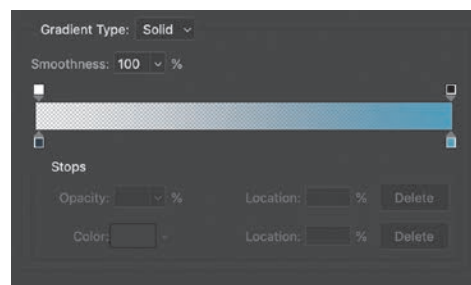 Gradient Type: Solid
Smoothness: 100 %
Stops
Opacity: % Location: % Delete
Color: Location: % Delete